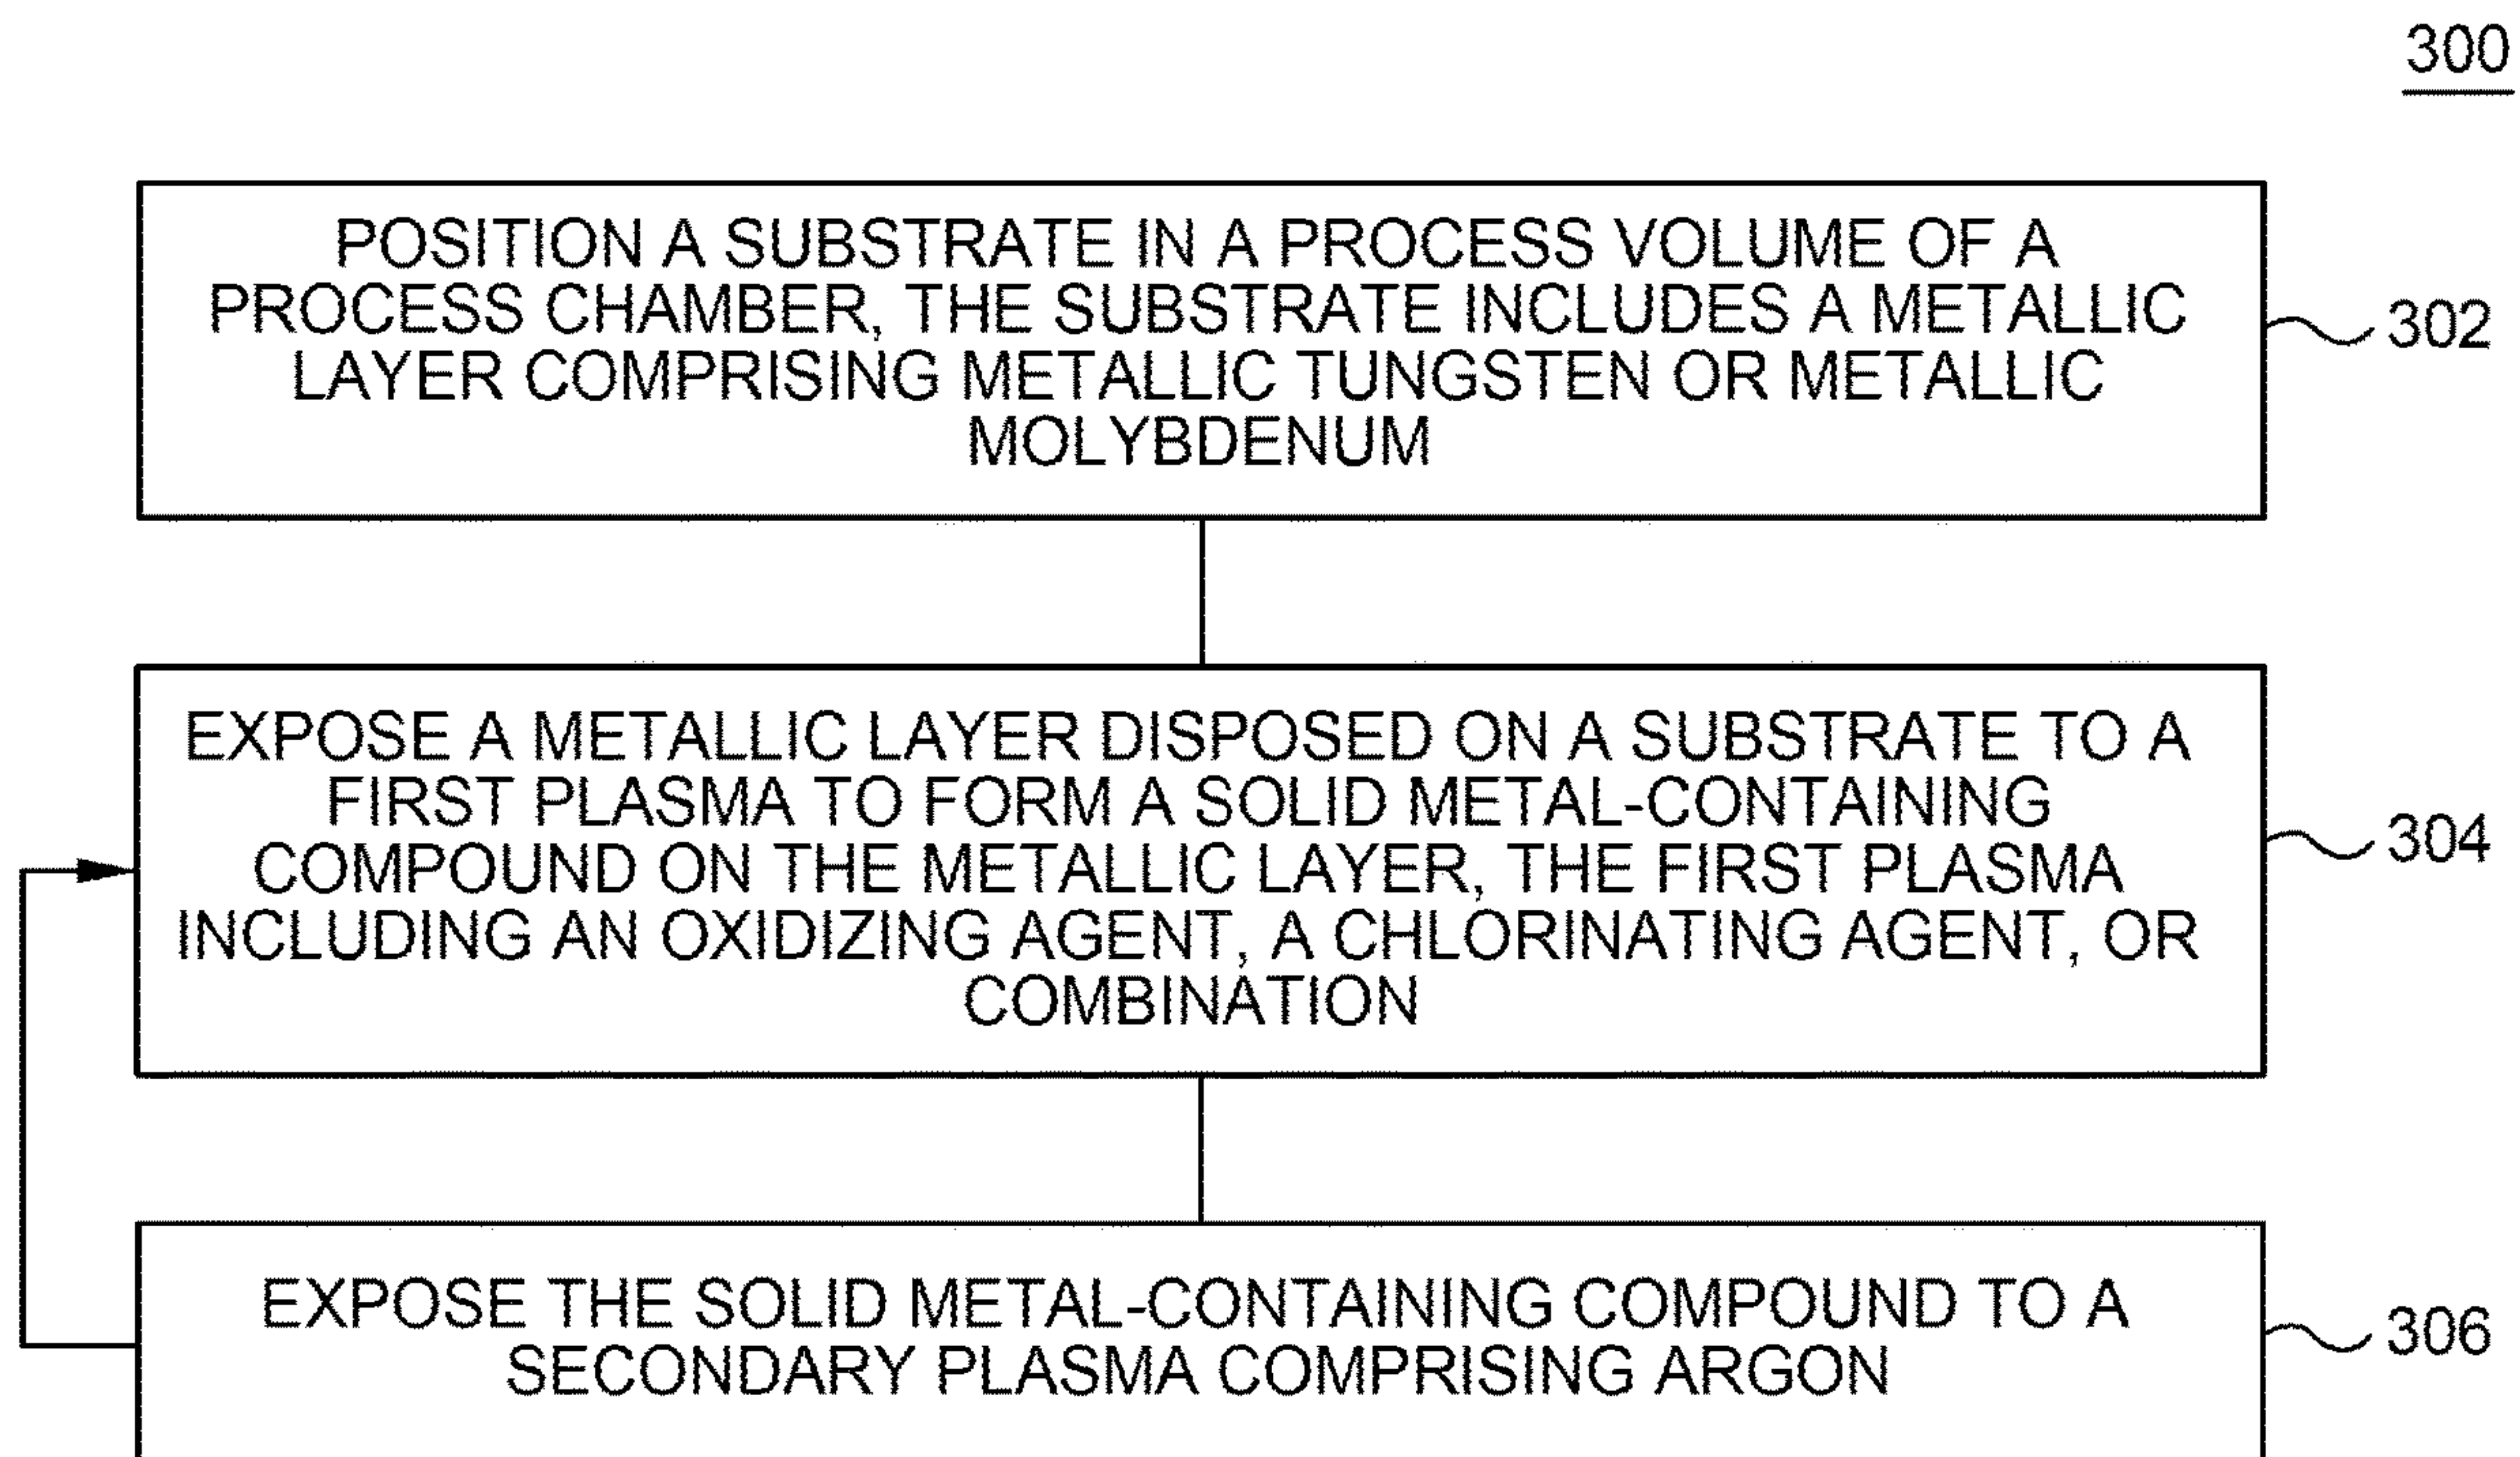 300
POSITION A SUBSTRATE IN A PROCESS VOLUME OF A
PROCESS CHAMBER, THE SUBSTRATE INCLUDES A METALLIC
LAYER COMPRISING METALLIC TUNGSTEN OR METALLIC
MOLYBDENUM
302
EXPOSE A METALLIC LAYER DISPOSED ON A SUBSTRATE TO A
FIRST PLASMA TO FORM A SOLID METAL-CONTAINING
COMPOUND ON THE METALLIC LAYER, THE FIRST PLASMA
INCLUDING AN OXIDIZING AGENT, A CHLORINATING AGENT, OR
COMBINATION
304
EXPOSE THE SOLID METAL-CONTAINING COMPOUND TO A
SECONDARY PLASMA COMPRISING ARGON
306